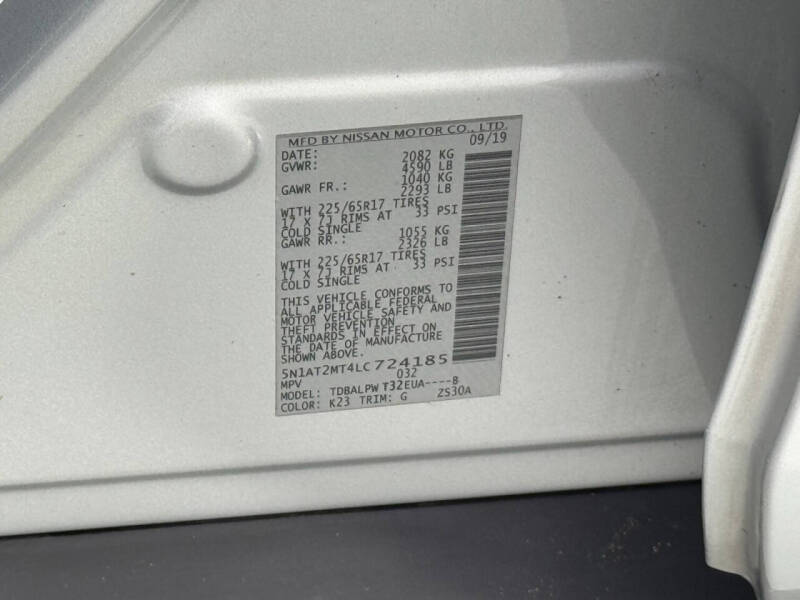 MFD BY NISSAN MOTOR CO., LTD.
DATE: 09/19
GVWR: 2082 KG
4590 LB
GAWR FR.: 1040 KG
2293 LB
WITH 225/65R17 TIRES
17 X 7J RIMS AT 33 PSI
COLD SINGLE
GAWR RR.: 1055 KG
2326 LB
WITH 225/65R17 TIRES
17 X 7J RIMS AT 33 PSI
COLD SINGLE
THIS VEHICLE CONFORMS TO
ALL APPLICABLE FEDERAL
MOTOR VEHICLE SAFETY AND
THEFT PREVENTION
STANDARDS IN EFFECT ON
THE DATE OF MANUFACTURE
SHOWN ABOVE.
5N1AT2MT4LC724185
MPV 032
MODEL: TDBALPW T32EUA----B
COLOR: K23 TRIM: G ZS30A